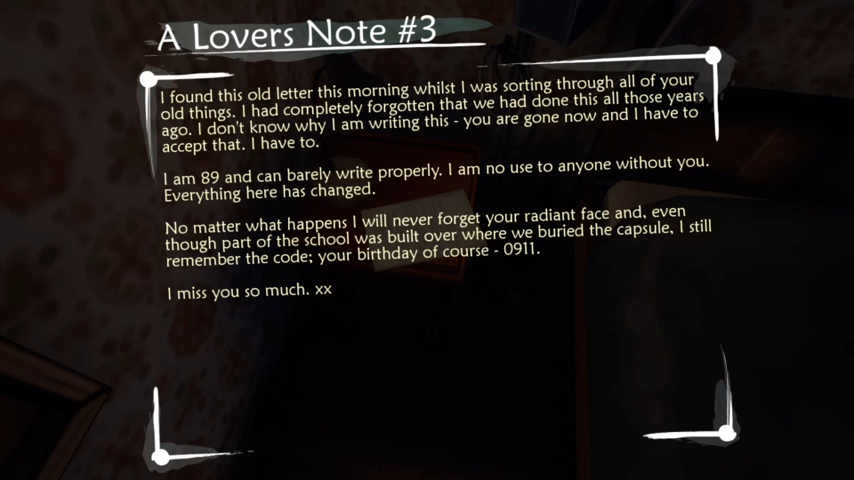 A Lovers Note #3
I found this old letter this morning whilst I was sorting through all of your
old things. I had completely forgotten that we had done this all those years
ago. I don't know why I am writing this - you are gone now and I have to
accept that. I have to.
I am 89 and can barely write properly. I am no use to anyone without you.
Everything here has changed.
No matter what happens I will never forget your radiant face and, even
though part of the school was built over where we buried the capsule, I still
remember the code; your birthday of course - 0911.
I miss you so much. xx